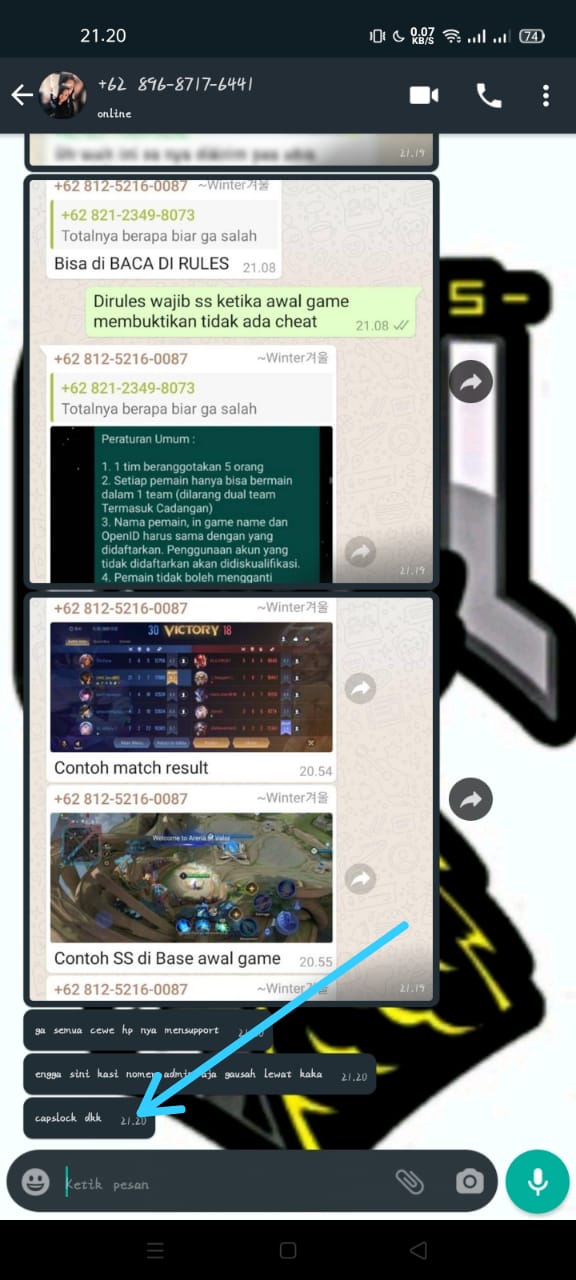 21.20
0.07
KB/S
74
+62 896-8717-6441
online
21.19
+62 812-5216-0087 ~Winter겨울
+62 821-2349-8073
Totalnya berapa biar ga salah
Bisa di BACA DI RULES 21.08
Dirules wajib ss ketika awal game
membuktikan tidak ada cheat 21.08
+62 812-5216-0087 ~Winter겨울
+62 821-2349-8073
Totalnya berapa biar ga salah
Peraturan Umum :
1. 1 tim beranggotakan 5 orang
2. Setiap pemain hanya bisa bermain
dalam 1 team (dilarang dual team
Termasuk Cadangan)
3. Nama pemain, in game name dan
OpenID harus sama dengan yang
didaftarkan. Penggunaan akun yang
tidak didaftarkan akan didiskualifikasi.
4. Pemain tidak boleh mengganti
21.19
S -
+62 812-5216-0087 ~Winter겨울
30 VICTORY 18
Contoh match result 20.54
+62 812-5216-0087 ~Winter겨울
Welcome to Arena of Valor
Contoh SS di Base awal game 20.55
+62 812-5216-0087 ~Winter겨울
21.19
ga semua cewe hp nya mensupport
engga sini kasi nomer admin aja gausah lewat kaka 21.20
capslock dkk 21.20
Ketik pesan